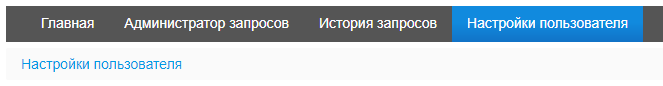 Главная Администратор запросов История запросов Настройки пользователя
Настройки пользователя